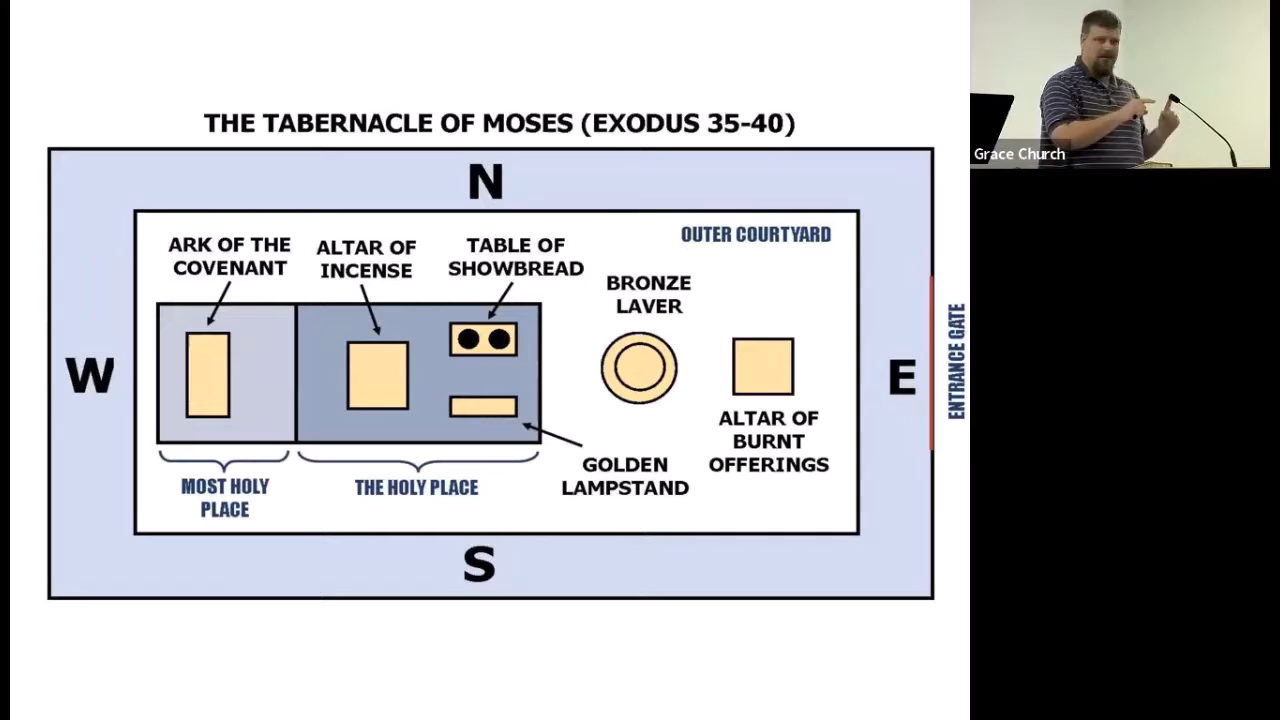 THE TABERNACLE OF MOSES (EXODUS 35-40)
N
OUTER COURTYARD
ARK OF THE
COVENANT
ALTAR OF
INCENSE
TABLE OF
SHOWBREAD
BRONZE
LAVER
W
E
ENTRANCE GATE
ALTAR OF
BURNT
OFFERINGS
GOLDEN
LAMPSTAND
MOST HOLY
PLACE
THE HOLY PLACE
S
Grace Church